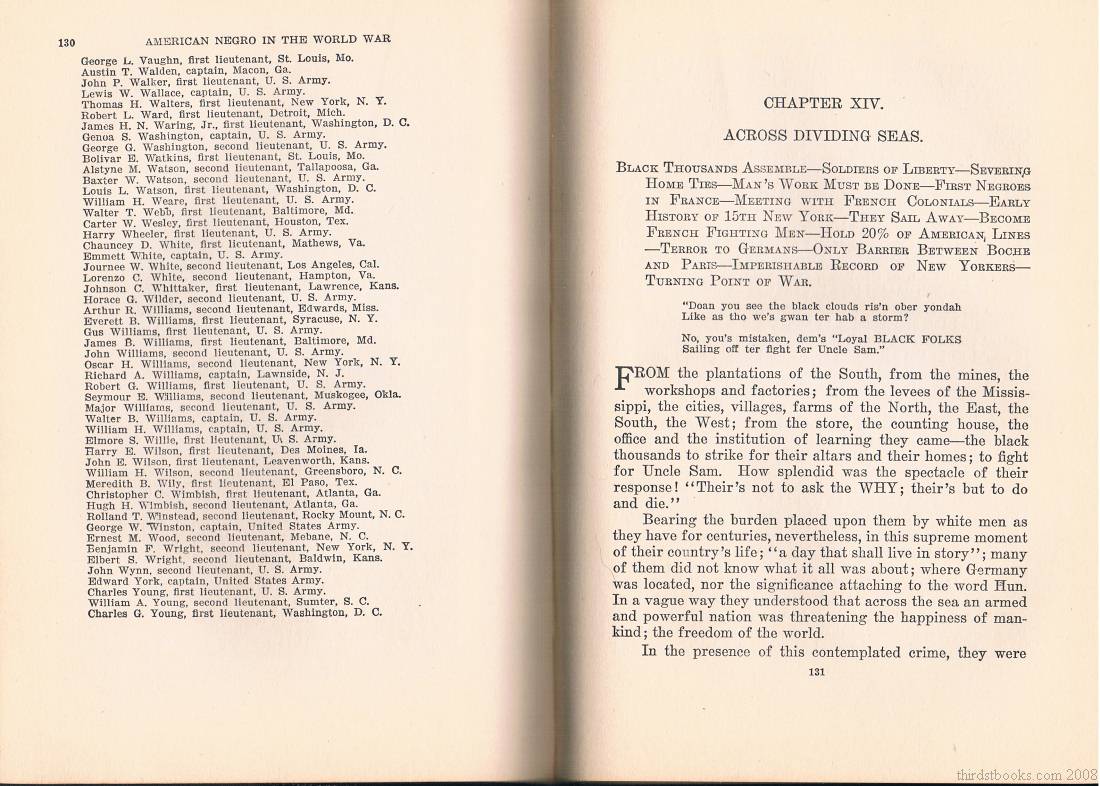 130 AMERICAN NEGRO IN THE WORLD WAR
George L. Vaughn, first lieutenant, St. Louis, Mo.
Austin T. Walden, captain, Macon, Ga.
John P. Walker, first lieutenant, U. S. Army.
Lewis W. Wallace, captain, U. S. Army.
Thomas H. Walters, first lieutenant, New York, N. Y.
Robert L. Ward, first lieutenant, Detroit, Mich.
James H. N. Waring, Jr., first lieutenant, Washington, D. C.
Genoa S. Washington, captain, U. S. Army.
George G. Washington, second lieutenant, U. S. Army.
Bolivar E. Watkins, first lieutenant, St. Louis, Mo.
Alstyne M. Watson, second lieutenant, Tallapoosa, Ga.
Baxter W. Watson, second lieutenant, U. S. Army.
Louis L. Watson, first lieutenant, Washington, D. C.
William H. Weare, first lieutenant, U. S. Army.
Walter T. Webb, first lieutenant, Baltimore, Md.
Carter W. Wesley, first lieutenant, Houston, Tex.
Harry Wheeler, first lieutenant, U. S. Army.
Chauncey D. White, first lieutenant, Mathews, Va.
Emmett White, captain, U. S. Army.
Journee W. White, second lieutenant, Los Angeles, Cal.
Lorenzo C. White, second lieutenant, Hampton, Va.
Johnson C. Whittaker, first lieutenant, Lawrence, Kans.
Horace G. Wilder, second lieutenant, U. S. Army.
Arthur R. Williams, second lieutenant, Edwards, Miss.
Everett B. Williams, first lieutenant, Syracuse, N. Y.
Gus Williams, first lieutenant, U. S. Army.
James B. Williams, first lieutenant, Baltimore, Md.
John Williams, second lieutenant, U. S. Army.
Oscar H. Williams, second lieutenant, New York, N. Y.
Richard A. Williams, captain, Lawnside, N. J.
Robert G. Williams, first lieutenant, U. S. Army.
Seymour E. Williams, second lieutenant, Muskogee, Okla.
Major Williams, second lieutenant, U. S. Army.
Walter B. Williams, captain, U. S. Army.
William H. Williams, captain, U. S. Army.
Elmore S. Willie, first lieutenant, U. S. Army.
Harry E. Wilson, first lieutenant, Des Moines, Ia.
John E. Wilson, first lieutenant, Leavenworth, Kans.
William H. Wilson, second lieutenant, Greensboro, N. C.
Meredith B. Wily, first lieutenant, El Paso, Tex.
Christopher C. Wimbish, first lieutenant, Atlanta, Ga.
Hugh H. Wimbish, second lieutenant, Atlanta, Ga.
Rolland T. Winstead, second lieutenant, Rocky Mount, N. C.
George W. Winston, captain, United States Army.
Ernest M. Wood, second lieutenant, Mebane, N. C.
Benjamin F. Wright, second lieutenant, New York, N. Y.
Elbert S. Wright, second lieutenant, Baldwin, Kans.
John Wynn, second lieutenant, U. S. Army.
Edward York, captain, United States Army.
Charles Young, first lieutenant, U. S. Army.
William A. Young, second lieutenant, Sumter, S. C.
Charles G. Young, first lieutenant, Washington, D. C.
CHAPTER XIV.
ACROSS DIVIDING SEAS.
BLACK THOUSANDS ASSEMBLE—SOLDIERS OF LIBERTY—SEVERING
HOME TIES—MAN'S WORK MUST BE DONE—FIRST NEGROES
IN FRANCE—MEETING WITH FRENCH COLONIALS—EARLY
HISTORY OF 15TH NEW YORK—THEY SAIL AWAY—BECOME
FRENCH FIGHTING MEN—HOLD 20% OF AMERICAN LINES
—TERROR TO GERMANS—ONLY BARRIER BETWEEN BOCHE
AND PARIS—IMPERISHABLE RECORD OF NEW YORKERS—
TURNING POINT OF WAR.
"Doan you see the black clouds ris'n ober yondah
Like as tho we's gwan ter hab a storm?
No, you's mistaken, dem's "Loyal BLACK FOLKS
Sailing off ter fight fer Uncle Sam."
FROM the plantations of the South, from the mines, the
workshops and factories; from the levees of the Missis-
sippi, the cities, villages, farms of the North, the East, the
South, the West; from the store, the counting house, the
office and the institution of learning they came—the black
thousands to strike for their altars and their homes; to fight
for Uncle Sam. How splendid was the spectacle of their
response! "Their's not to ask the WHY; their's but to do
and die."
Bearing the burden placed upon them by white men as
they have for centuries, nevertheless, in this supreme moment
of their country's life; "a day that shall live in story"; many
of them did not know what it all was about; where Germany
was located, nor the significance attaching to the word Hun.
In a vague way they understood that across the sea an armed
and powerful nation was threatening the happiness of man-
kind; the freedom of the world.
In the presence of this contemplated crime, they were
131
thirdstbooks.com 2008